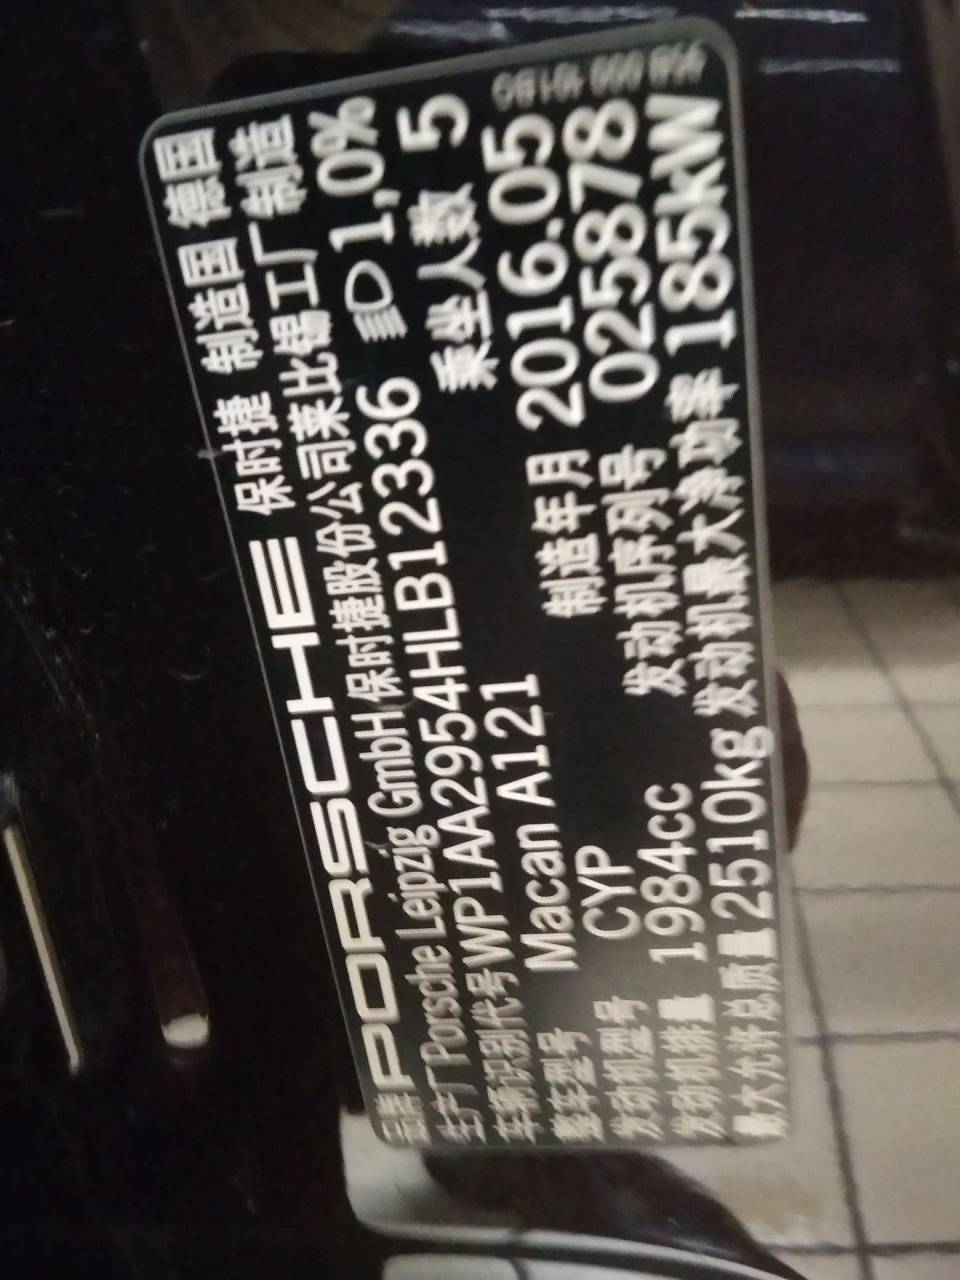 品牌 PORSCHE 保时捷 制造国 德国
生产厂 Porsche Leipzig GmbH 保时捷股份公司莱比锡工厂 制造
车辆识别代号 WP1AA2954HLB12336 1,0%
整车型号 Macan A121 乘坐人数 5
发动机型号 CYP 制造年月 2016.05
发动机排量 1984cc 发动机序列号 025878
最大允许总质量 2510kg 发动机最大净功率 185kW